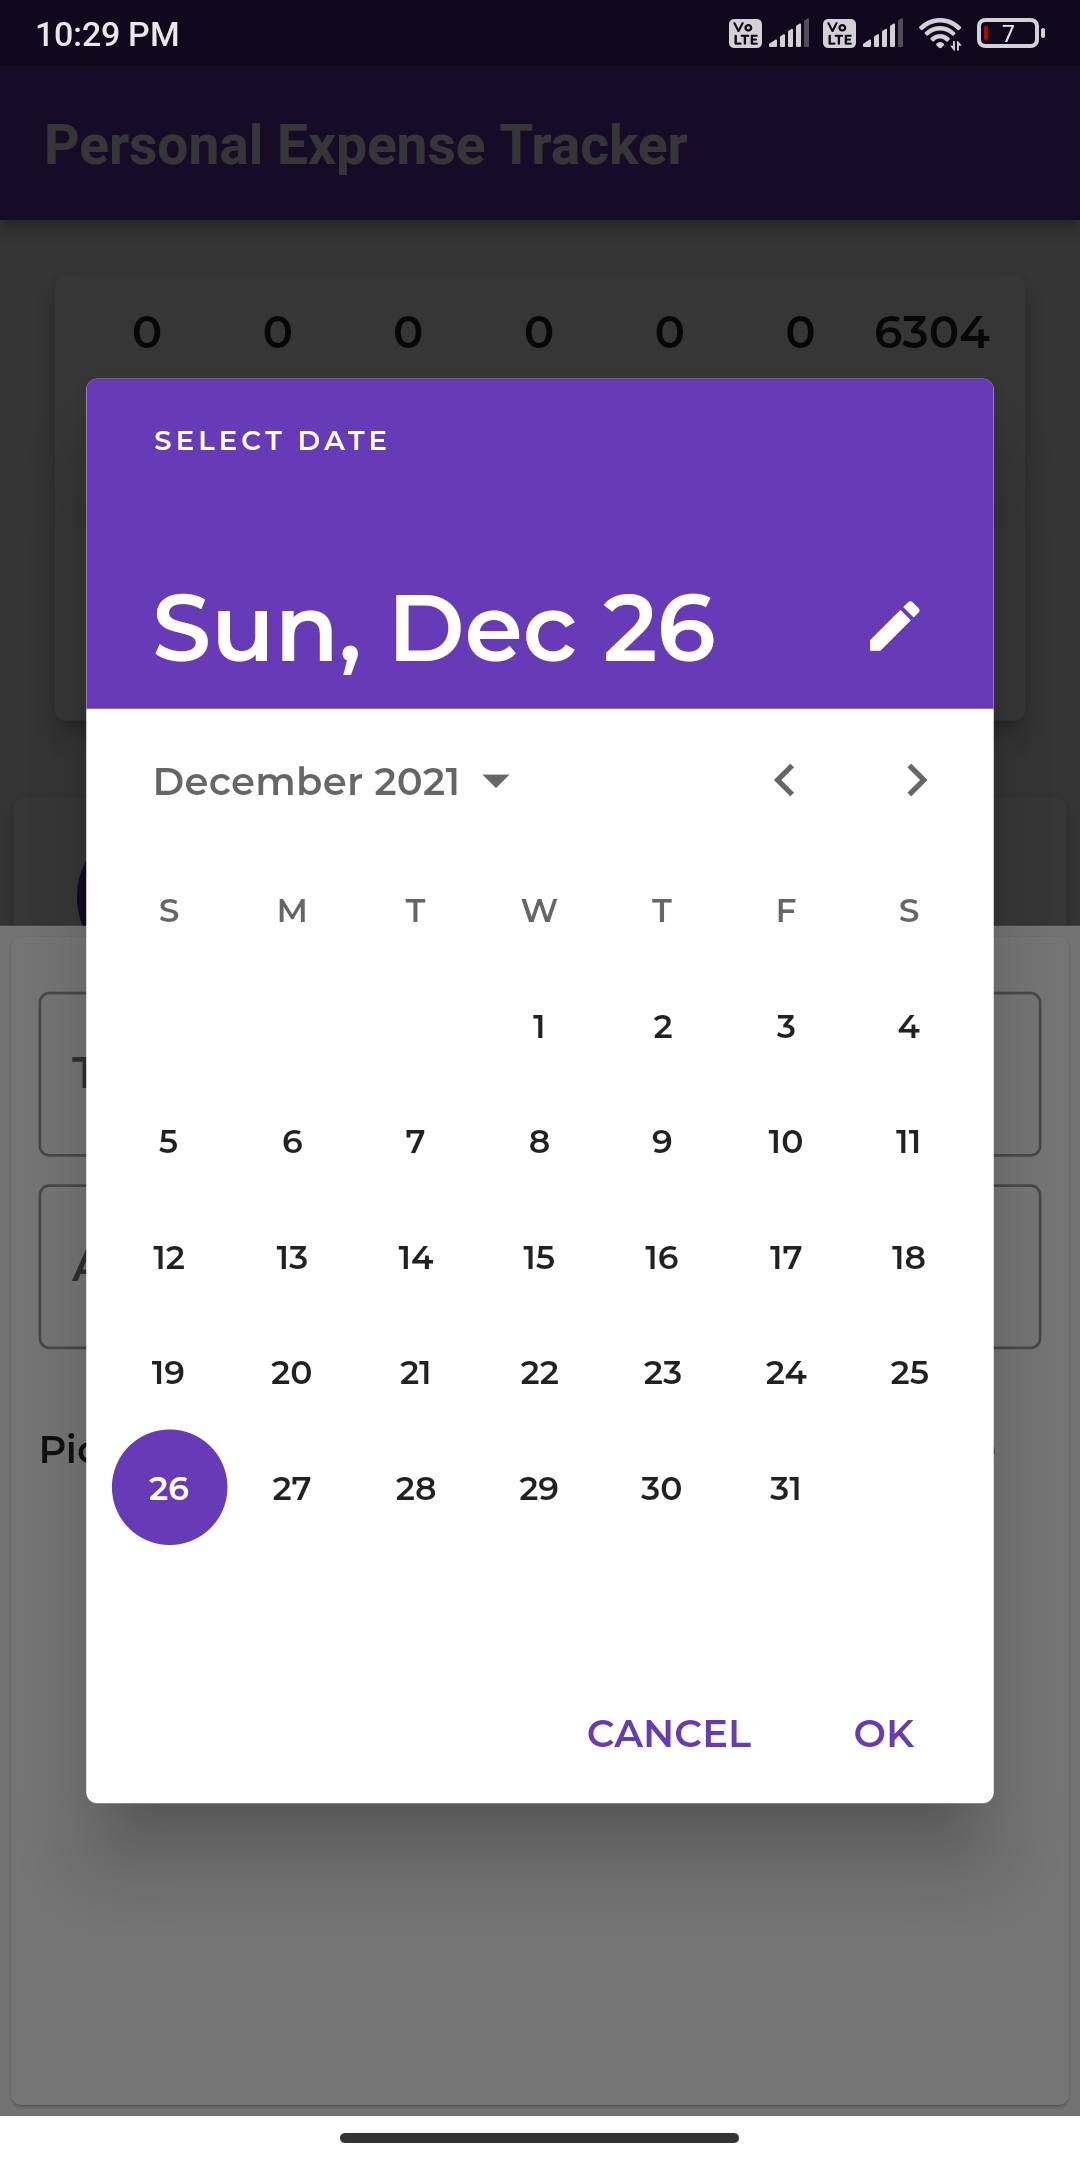 10:29 PM Vo LTE Vo LTE 7
Personal Expense Tracker
0 0 0 0 0 0 6304
SELECT DATE
Sun, Dec 26
December 2021
S M T W T F S
1 2 3 4
5 6 7 8 9 10 11
12 13 14 15 16 17 18
19 20 21 22 23 24 25
26 27 28 29 30 31
CANCEL OK